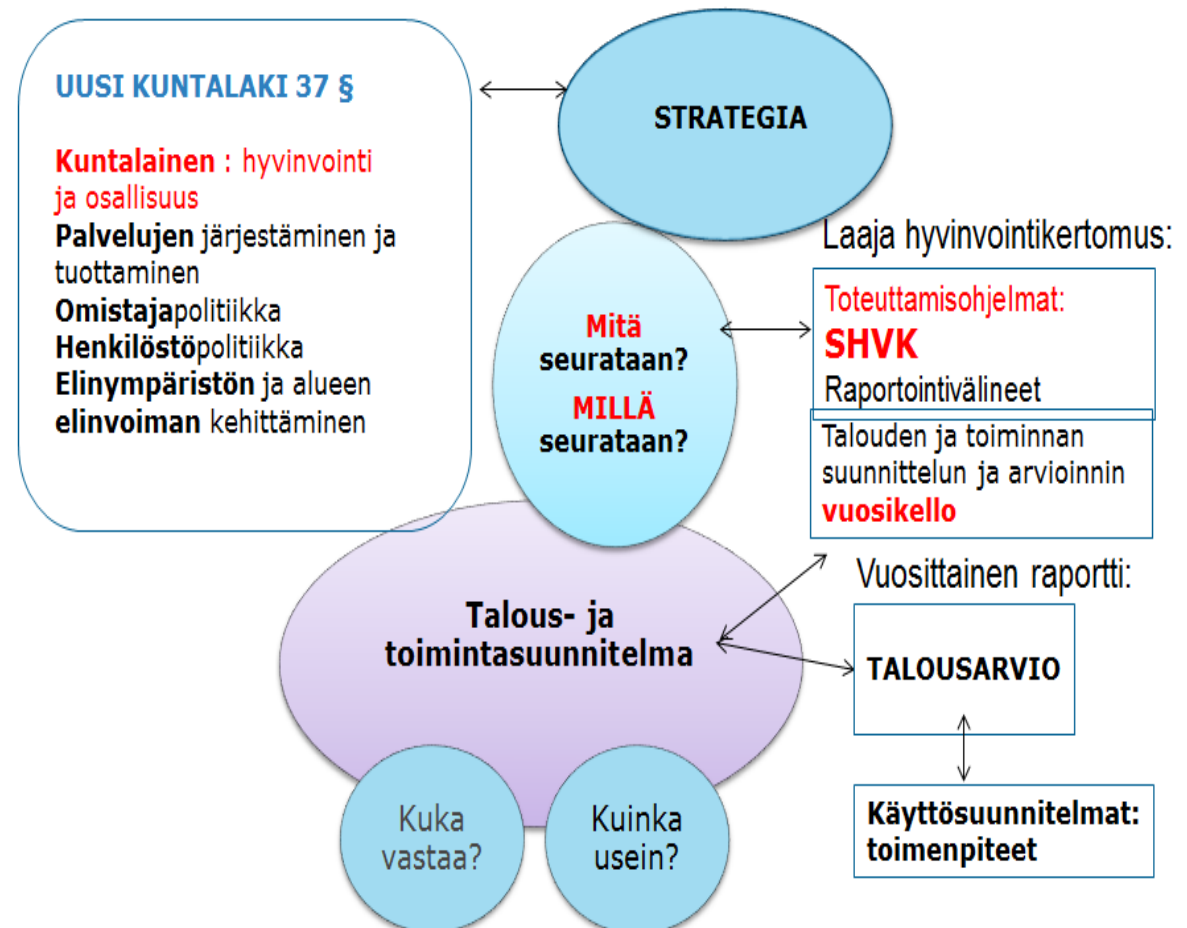 UUSI KUNTALAKI 37 §
Kuntalainen : hyvinvointi
ja osallisuus
Palvelujen järjestäminen ja
tuottaminen
Omistajapolitiikka
Henkilöstöpolitiikka
Elinympäristön ja alueen
elinvoiman kehittäminen
STRATEGIA
Mitä
seurataan?
MILLÄ
seurataan?
Laaja hyvinvointikertomus:
Toteuttamisohjelmat:
SHVK
Raportointivälineet
Talouden ja toiminnan
suunnittelun ja arvioinnin
vuosikello
Talous- ja
toimintasuunnitelma
Vuosittainen raportti:
TALOUSARVIO
Käyttösuunnitelmat:
toimenpiteet
Kuka
vastaa?
Kuinka
usein?